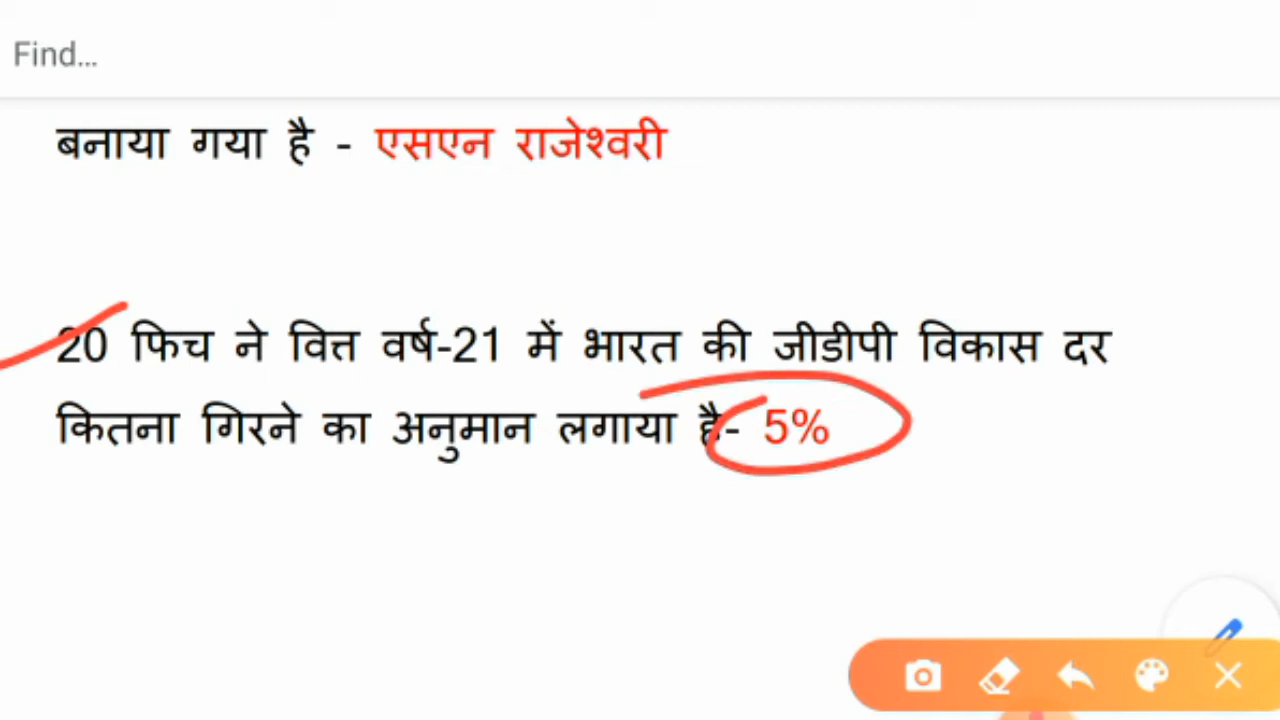 Find...
बनाया गया है - एसएन राजेश्वरी
20 फिच ने वित्त वर्ष-21 में भारत की जीडीपी विकास दर
कितना गिरने का अनुमान लगाया है- 5%